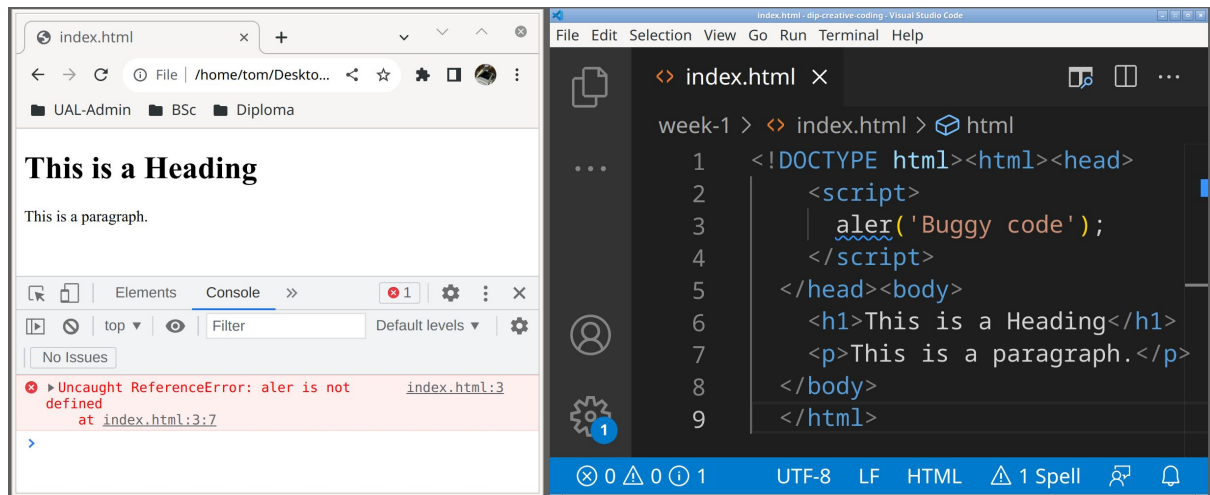 index.html
File /home/tom/Deskto...
UAL-Admin BSc Diploma
This is a Heading
This is a paragraph.
Elements Console » 1
top ▼ Filter Default levels ▼
No Issues
▶Uncaught ReferenceError: aler is not index.html:3
defined
at index.html:3:7
>
index.html - dip-creative-coding - Visual Studio Code
File Edit Selection View Go Run Terminal Help
<> index.html ×
week-1 > <> index.html > html
1 <!DOCTYPE html><html><head>
2 <script>
3 aler('Buggy code');
4 </script>
5 </head><body>
6 <h1>This is a Heading</h1>
7 <p>This is a paragraph.</p>
8 </body>
9 </html>
1
0 0 1 UTF-8 LF HTML 1 Spell